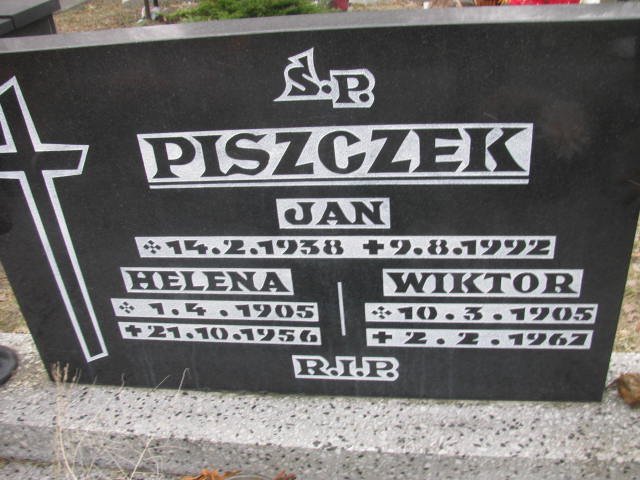 Ś.P.
PISZCZEK
JAN
⁘ 14.2.1938 + 9.8.1992
HELENA
⁘ 1.4.1905
+ 21.10.1956
WIKTOR
⁘ 10.3.1905
+ 2.2.1967
R.I.P.